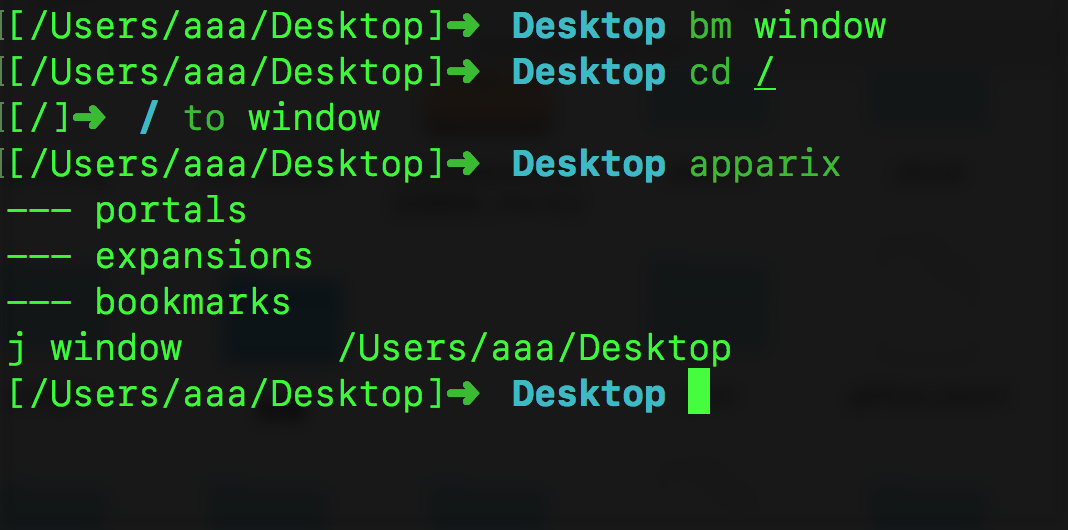 [[/Users/aaa/Desktop]➜ Desktop bm window
[[/Users/aaa/Desktop]➜ Desktop cd /
[[/]➜ / to window
[[/Users/aaa/Desktop]➜ Desktop apparix
--- portals
--- expansions
--- bookmarks
j window /Users/aaa/Desktop
[/Users/aaa/Desktop]➜ Desktop